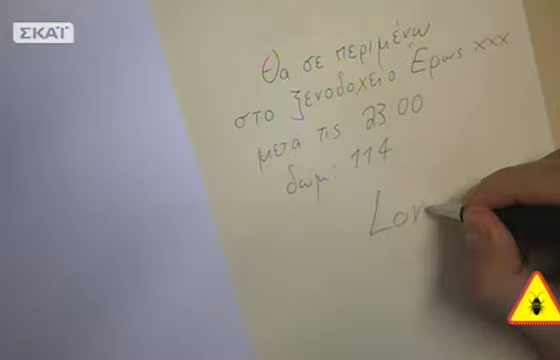 ΣΚΑΪ
Θα σε περιμένω
στο ξενοδοχείο Έρως xxx
μετά τις 23:00
δωμ: 114
Lov